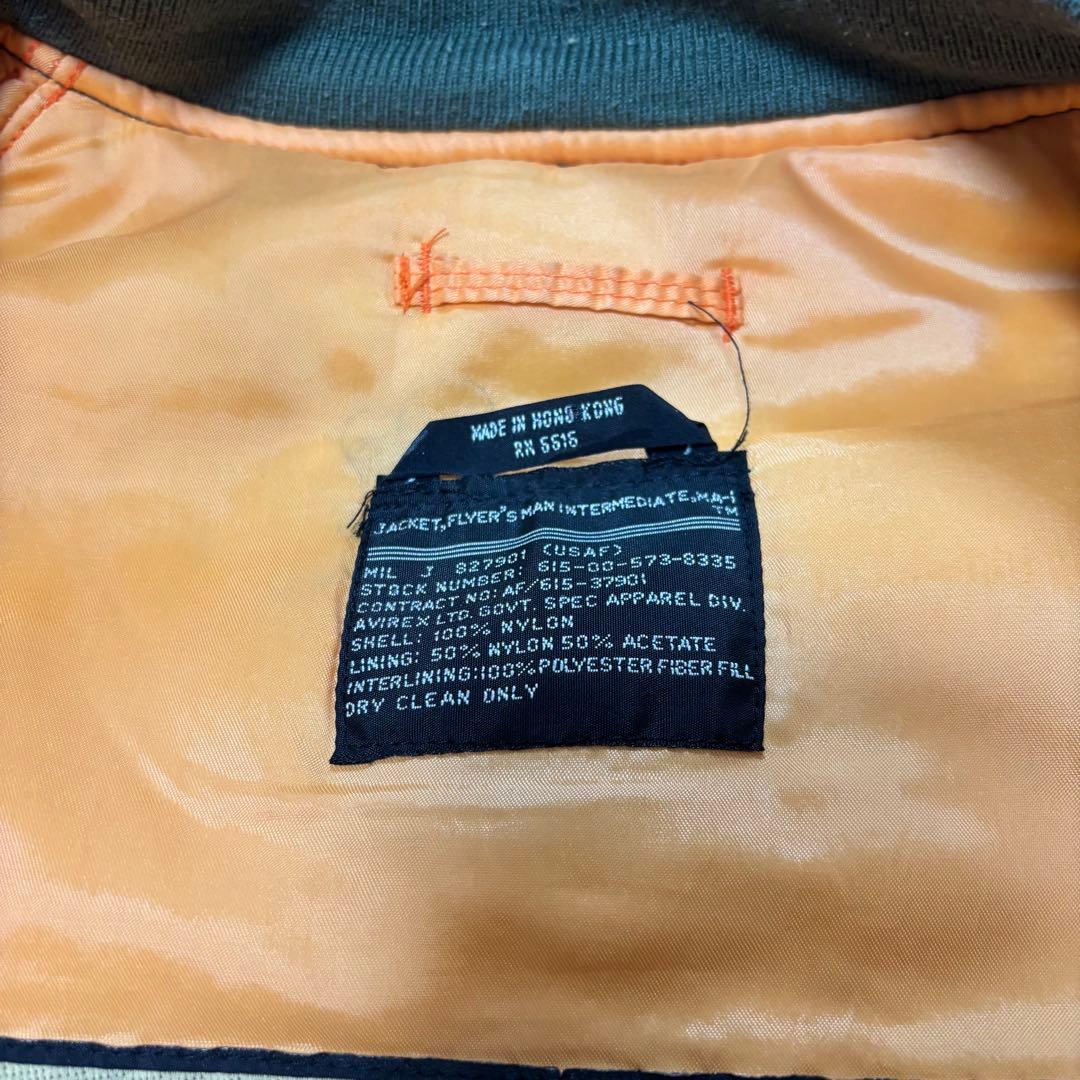 MADE IN HONG KONG
RN 5515
JACKET,FLYER'S MAN INTERMEDIATE,MA-1
TM
MIL J 827901 (USAF)
STOCK NUMBER: 615-00-573-8335
CONTRACT NO: AF/615-37901
AVIREX LTD. GOVT. SPEC APPAREL DIV.
SHELL: 100% NYLON
LINING: 50% NYLON 50% ACETATE
INTERLINING:100% POLYESTER FIBER FILL
DRY CLEAN ONLY